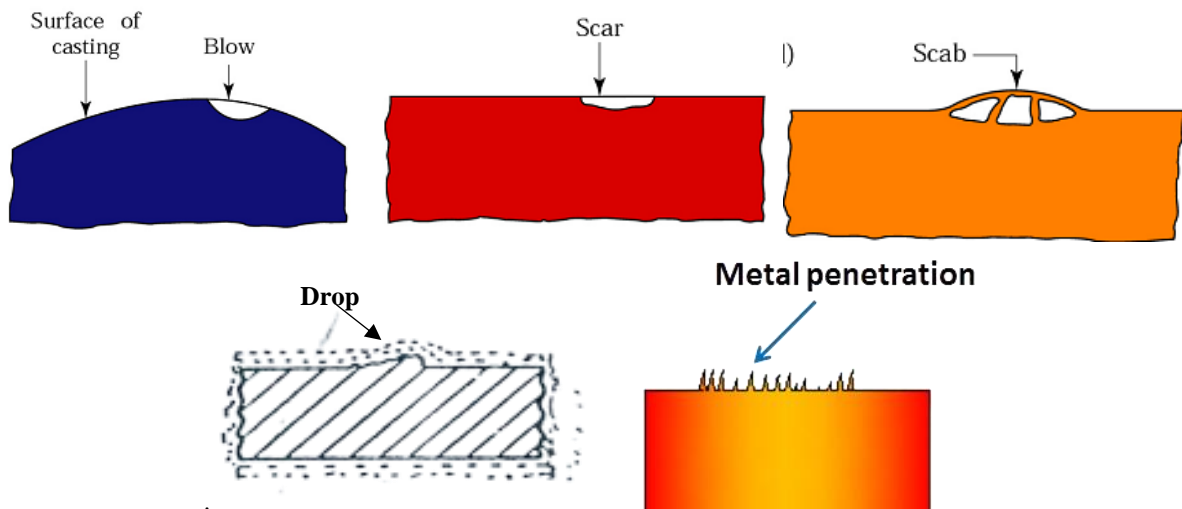 Surface of
casting
Blow
Scar
l)
Scab
Metal penetration
Drop